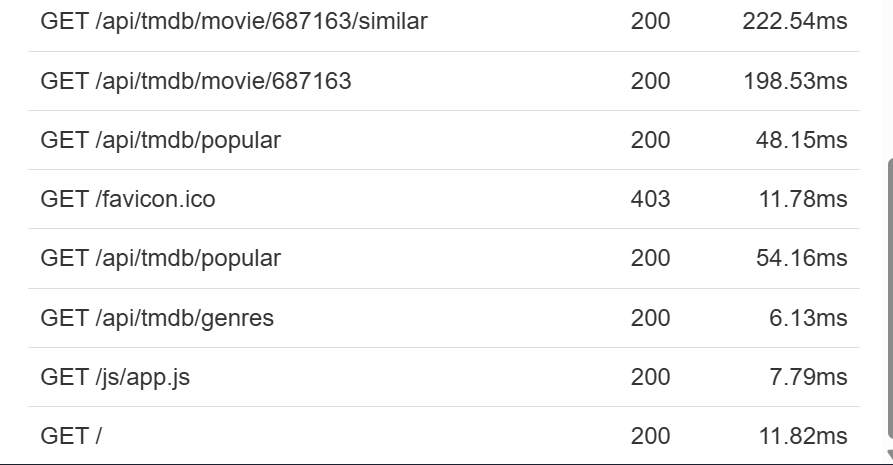 GET /api/tmdb/movie/687163/similar 200 222.54ms
GET /api/tmdb/movie/687163 200 198.53ms
GET /api/tmdb/popular 200 48.15ms
GET /favicon.ico 403 11.78ms
GET /api/tmdb/popular 200 54.16ms
GET /api/tmdb/genres 200 6.13ms
GET /js/app.js 200 7.79ms
GET / 200 11.82ms